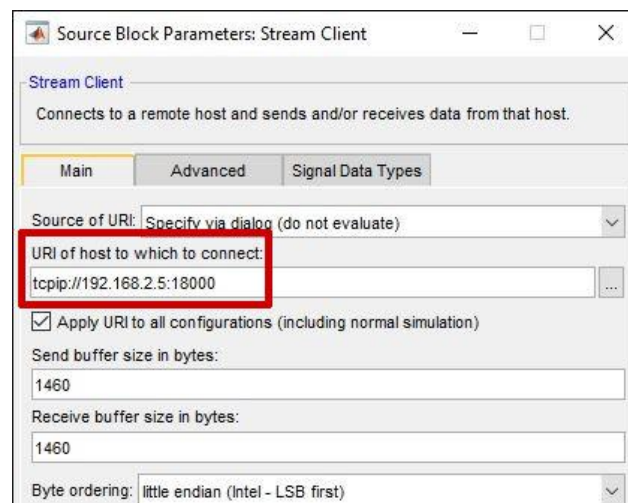 Source Block Parameters: Stream Client
Stream Client
Connects to a remote host and sends and/or receives data from that host.
Main Advanced Signal Data Types
Source of URI: Specify via dialog (do not evaluate)
URI of host to which to connect:
tcpip://192.168.2.5:18000 ...
Apply URI to all configurations (including normal simulation)
Send buffer size in bytes:
1460
Receive buffer size in bytes:
1460
Byte ordering: little endian (Intel - LSB first)